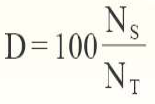 D = 100 N_S / N_T